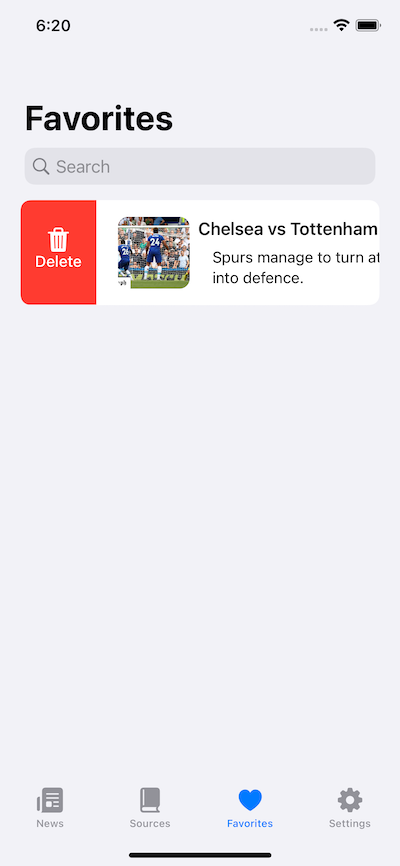 6:20
Favorites
Search
Delete
Chelsea vs Tottenham
Spurs manage to turn at
into defence.
24
News
Sources
Favorites
Settings